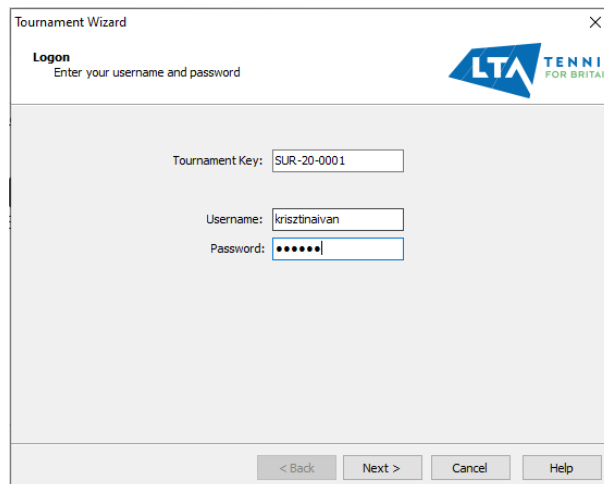 Tournament Wizard
Logon
Enter your username and password
LTA TENNI
FOR BRITAI
Tournament Key: SUR-20-0001
Username: krisztinaivan
Password: ●●●●●●
< Back Next > Cancel Help